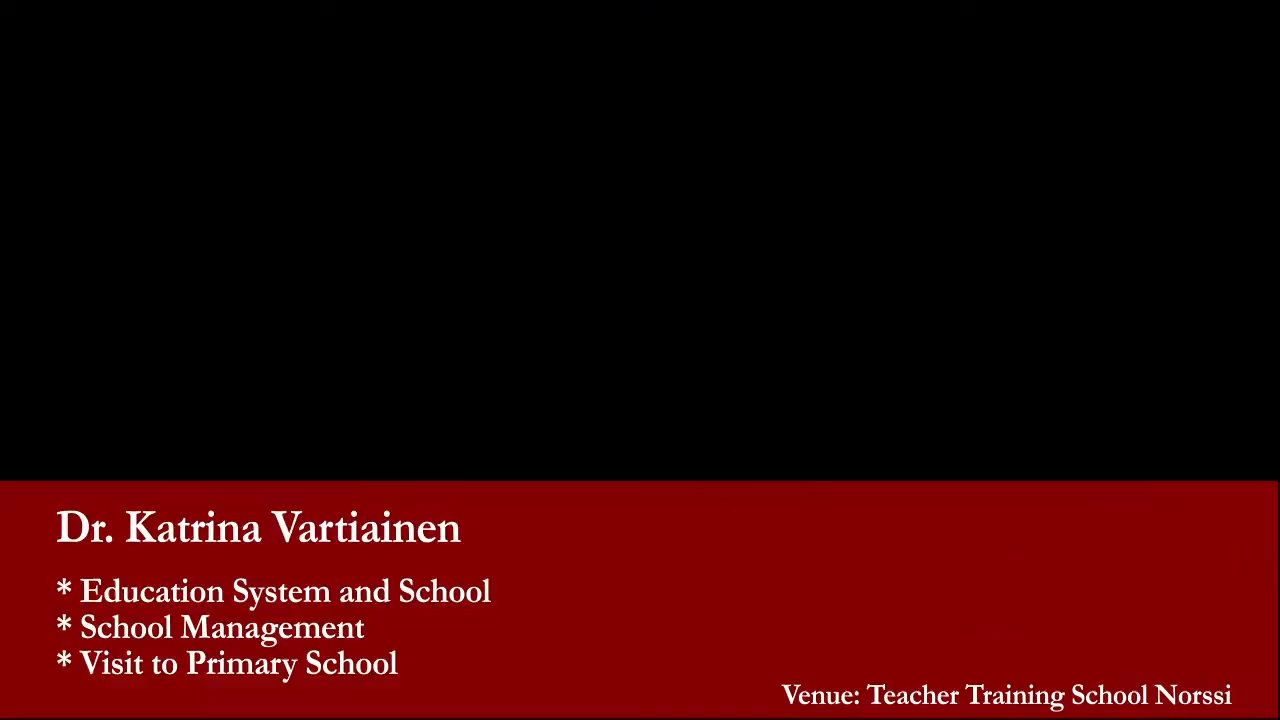 Dr. Katrina Vartiainen
* Education System and School
* School Management
* Visit to Primary School
Venue: Teacher Training School Norssi